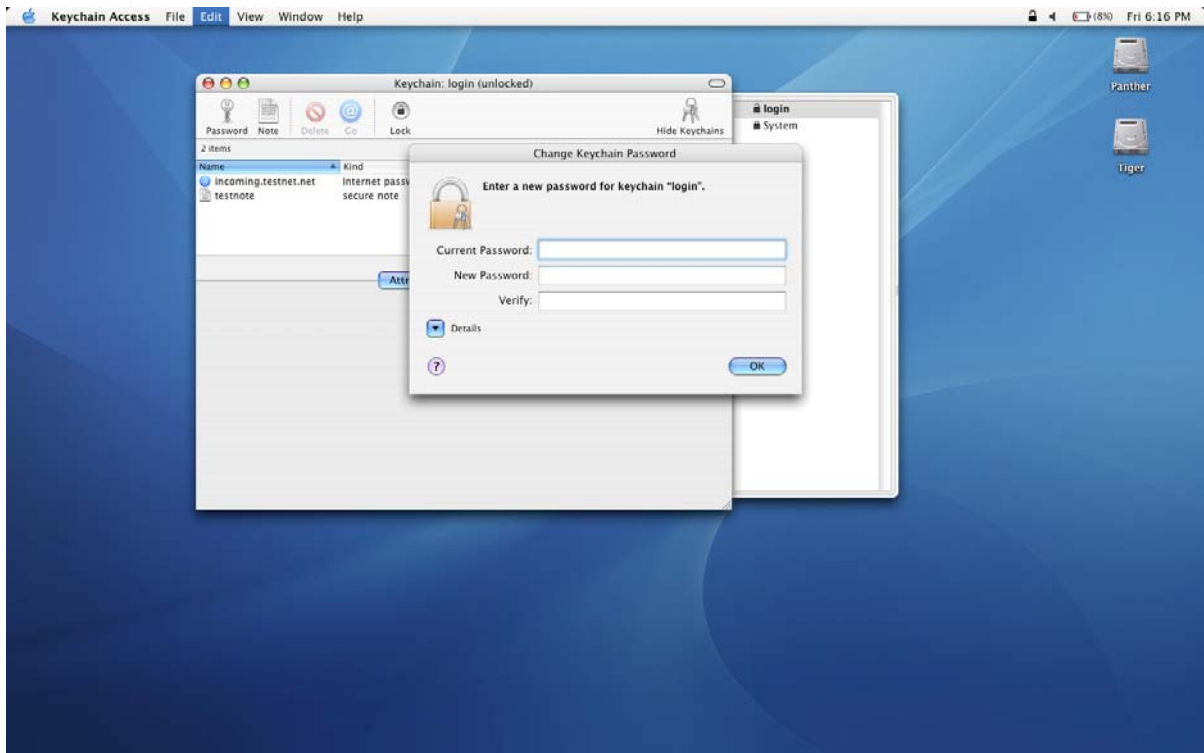 Keychain Access File Edit View Window Help (8%) Fri 6:16 PM
Panther
Tiger
Keychain: login (unlocked)
Password Note Delete Go Lock Hide Keychains
2 items
Name Kind
incoming.testnet.net Internet passw
testnote secure note
Attr
login
System
Change Keychain Password
Enter a new password for keychain "login".
Current Password:
New Password:
Verify:
Details
?
OK